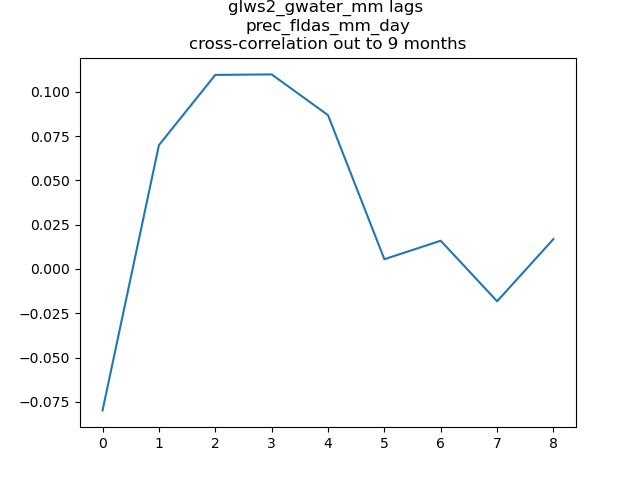 glws2_gwater_mm lags
prec_fldas_mm_day
cross-correlation out to 9 months
0.100
0.075
0.050
0.025
0.000
−0.025
−0.050
−0.075
0 1 2 3 4 5 6 7 8